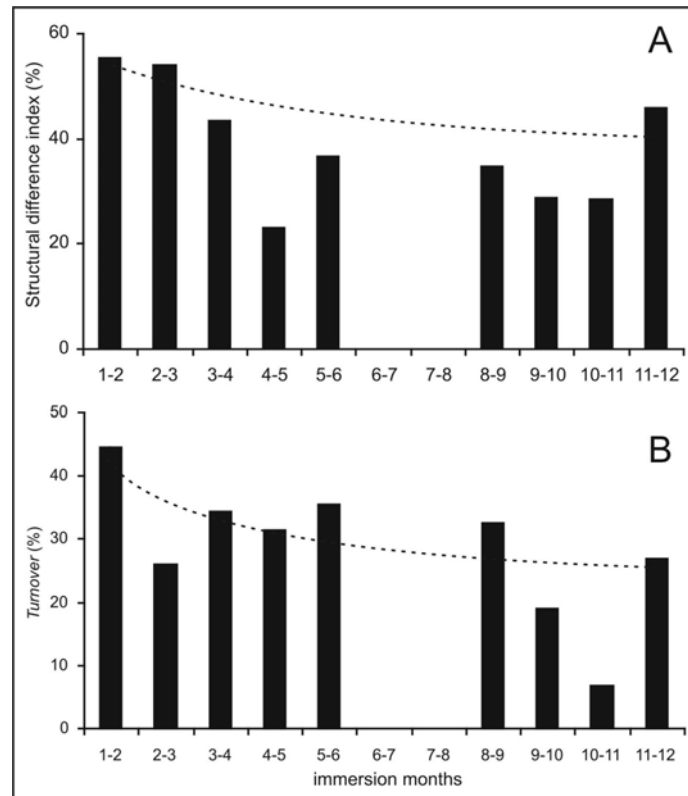 A
Structural difference index (%)
60
40
20
0
1-2 2-3 3-4 4-5 5-6 6-7 7-8 8-9 9-10 10-11 11-12
B
Turnover (%)
50
40
30
20
10
0
1-2 2-3 3-4 4-5 5-6 6-7 7-8 8-9 9-10 10-11 11-12
immersion months